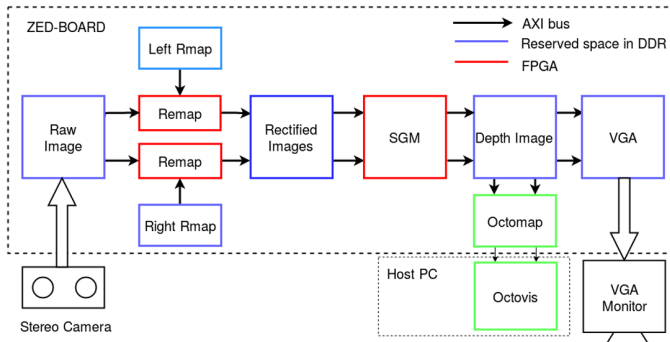 ZED-BOARD
AXI bus
Reserved space in DDR
FPGA
Left Rmap
Raw
Image
Remap
Remap
Rectified
Images
SGM
Depth Image
VGA
Right Rmap
Octomap
Host PC
Octovis
VGA
Monitor
Stereo Camera